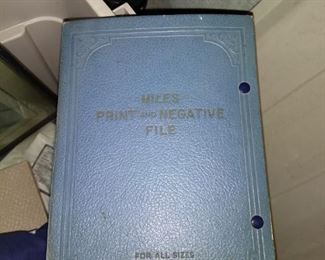 MILES
PRINT AND NEGATIVE
FILE
FOR ALL SIZES